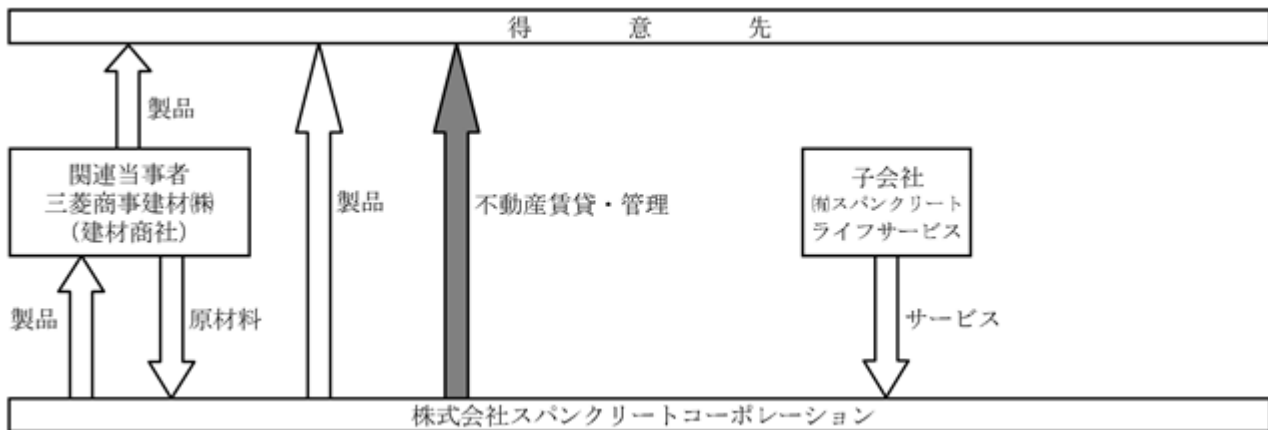 得意先
製品
関連当事者
三菱商事建材㈱
(建材商社)
製品
不動産賃貸・管理
子会社
㈲スパンクリート
ライフサービス
製品
原材料
サービス
株式会社スパンクリートコーポレーション